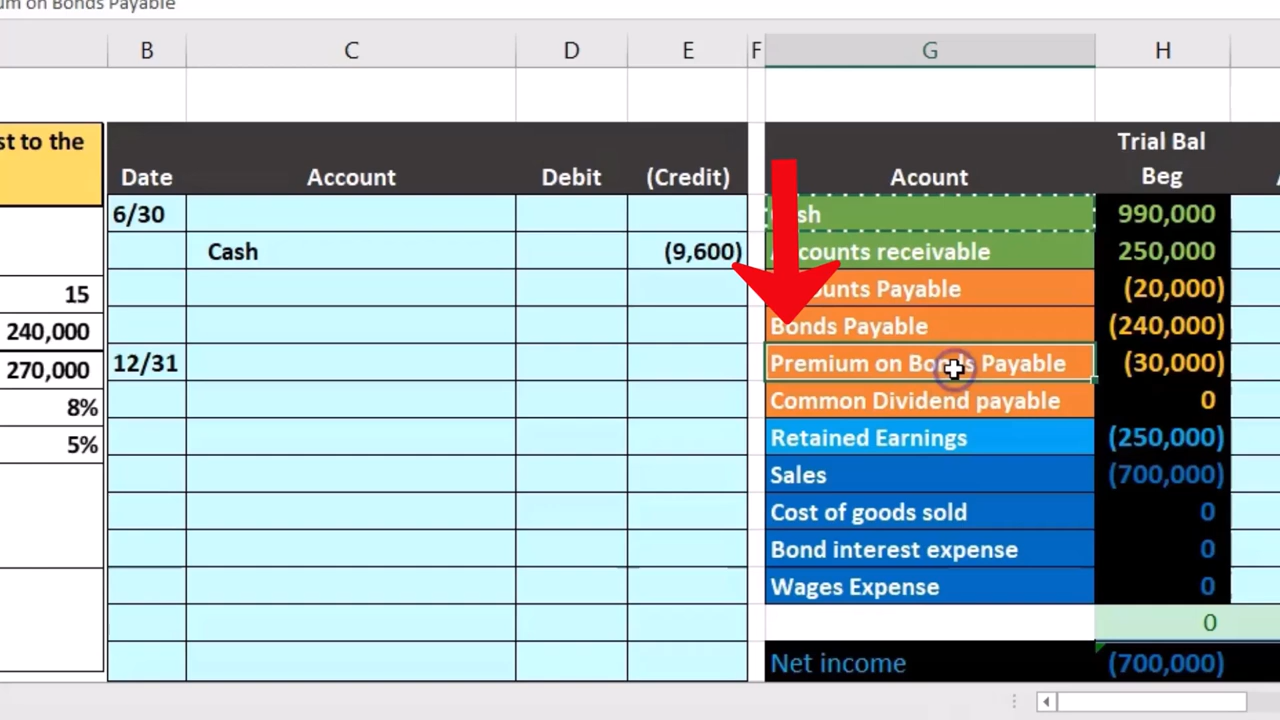 um on Bonds Payable
B C D E F G H
st to the
15
240,000
270,000
8%
5%
Date Account Debit (Credit)
6/30
Cash (9,600)
12/31
Acount Trial Bal
Beg
sh 990,000
counts receivable 250,000
ounts Payable (20,000)
Bonds Payable (240,000)
Premium on Bonds Payable (30,000)
Common Dividend payable 0
Retained Earnings (250,000)
Sales (700,000)
Cost of goods sold 0
Bond interest expense 0
Wages Expense 0
0
Net income (700,000)